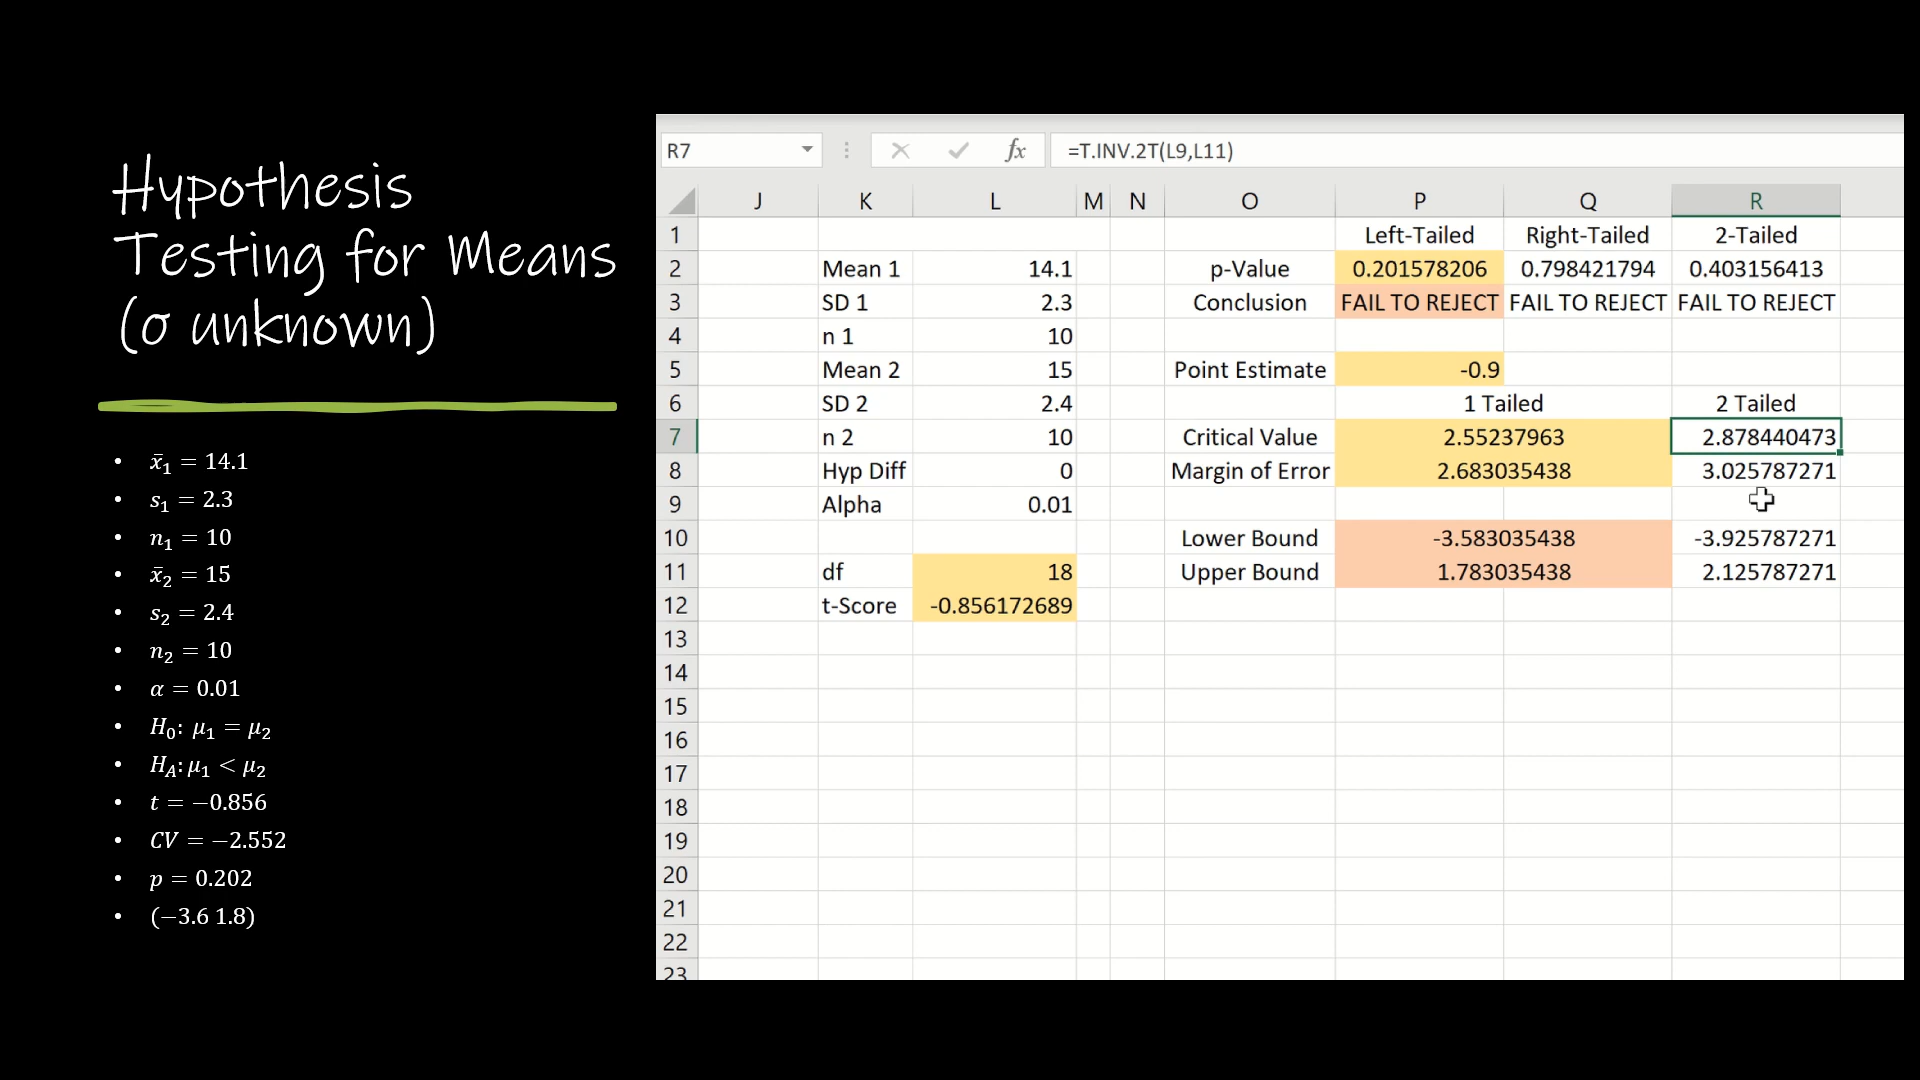 Hypothesis
Testing for Means
(σ unknown)
• x̄₁ = 14.1
• s₁ = 2.3
• n₁ = 10
• x̄₂ = 15
• s₂ = 2.4
• n₂ = 10
• α = 0.01
• H₀: μ₁ = μ₂
• H_A: μ₁ < μ₂
• t = −0.856
• CV = −2.552
• p = 0.202
• (−3.6 1.8)
R7 fx =T.INV.2T(L9,L11)
J K L M N O P Q R
1 Left-Tailed Right-Tailed 2-Tailed
2 Mean 1 14.1 p-Value 0.201578206 0.798421794 0.403156413
3 SD 1 2.3 Conclusion FAIL TO REJECT FAIL TO REJECT FAIL TO REJECT
4 n 1 10
5 Mean 2 15 Point Estimate -0.9
6 SD 2 2.4 1 Tailed 2 Tailed
7 n 2 10 Critical Value 2.55237963 2.878440473
8 Hyp Diff 0 Margin of Error 2.683035438 3.025787271
9 Alpha 0.01
10 Lower Bound -3.583035438 -3.925787271
11 df 18 Upper Bound 1.783035438 2.125787271
12 t-Score -0.856172689
13
14
15
16
17
18
19
20
21
22
23